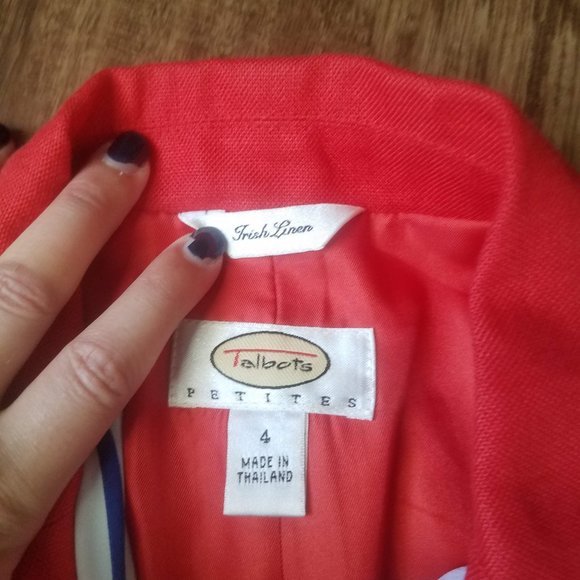 Irish Linen
Talbots
PETITES
4
MADE IN
THAILAND